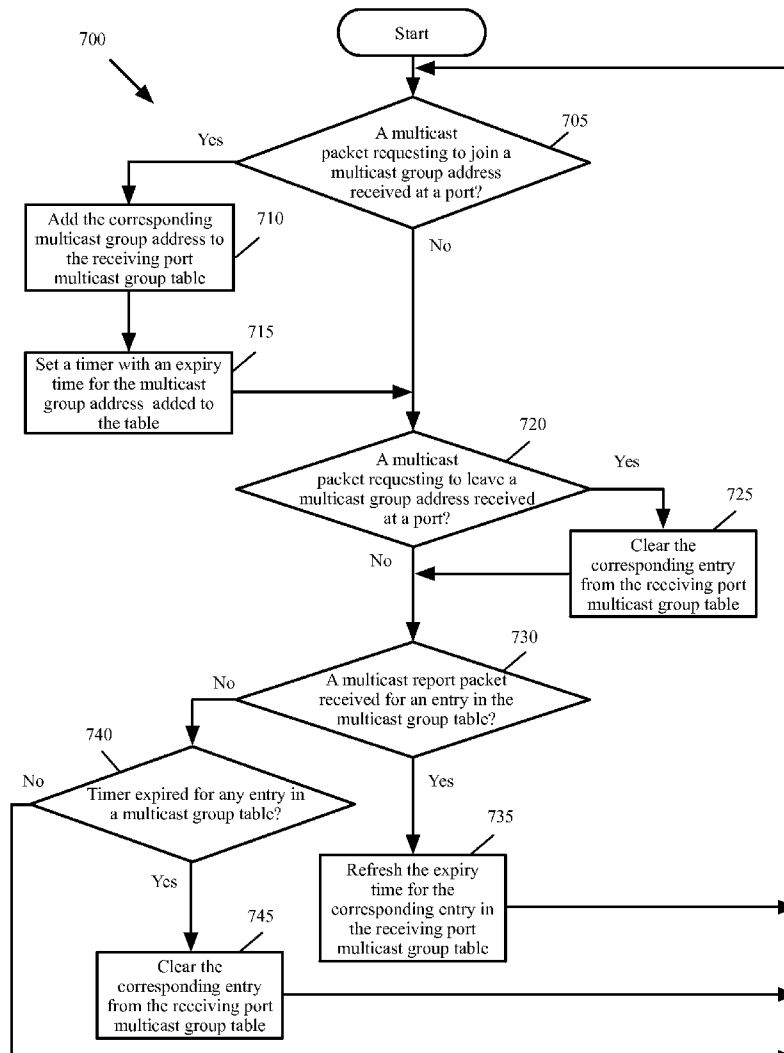 Start
700
A multicast
packet requesting to join a
multicast group address
received at a port?
705
Yes
No
Add the corresponding
multicast group address to
the receiving port
multicast group table
710
Set a timer with an expiry
time for the multicast
group address added to
the table
715
A multicast
packet requesting to leave a
multicast group address received
at a port?
720
Yes
No
Clear the
corresponding entry
from the receiving port
multicast group table
725
A multicast report packet
received for an entry in the
multicast group table?
730
No
Yes
Timer expired for any entry in
a multicast group table?
740
No
Yes
Refresh the expiry
time for the
corresponding entry in
the receiving port
multicast group table
735
Clear the
corresponding entry
from the receiving port
multicast group table
745